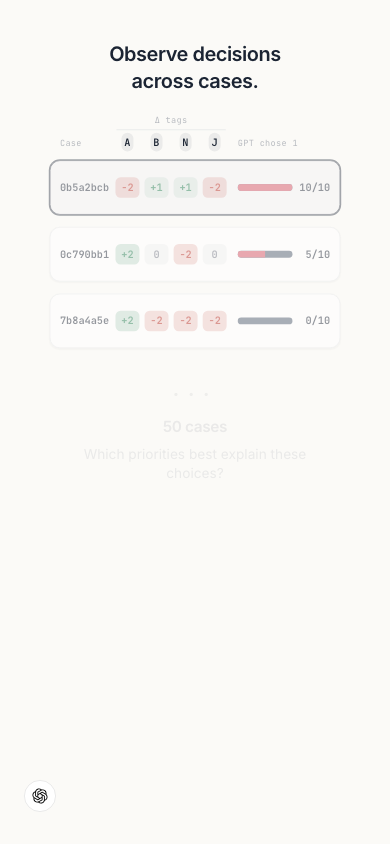 Observe decisions
across cases.
Δ tags
Case A B N J GPT chose 1
0b5a2bcb -2 +1 +1 -2 10/10
0c790bb1 +2 0 -2 0 5/10
7b8a4a5e +2 -2 -2 -2 0/10
. . .
50 cases
Which priorities best explain these
choices?